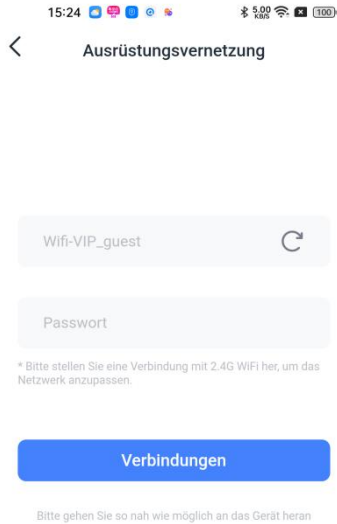 15:24 5.00 KB/S 100
Ausrüstungsvernetzung
Wifi-VIP_guest
Passwort
* Bitte stellen Sie eine Verbindung mit 2.4G WiFi her, um das
Netzwerk anzupassen.
Verbindungen
Bitte gehen Sie so nah wie möglich an das Gerät heran